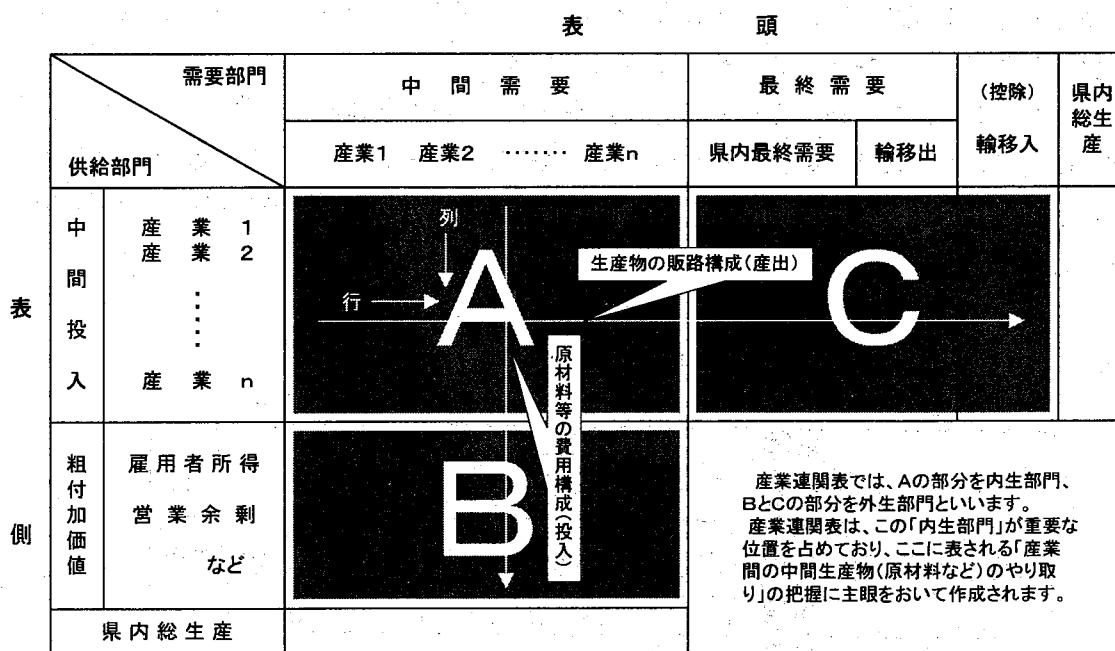 表 頭
需要部門
供給部門
中間需要
最終需要
(控除)
輸移入
県内
総生
産
産業1 産業2 ‥‥‥‥ 産業n
県内最終需要
輸移出
表側
中間投入
産業1
産業2
‥‥‥
産業n
列
行
A
C
生産物の販路構成(産出)
原材料等の費用構成(投入)
粗付加価値
雇用者所得
営業余剰
など
B
産業連関表では、Aの部分を内生部門、
BとCの部分を外生部門といいます。
産業連関表は、この「内生部門」が重要な
位置を占めており、ここに表される「産業
間の中間生産物(原材料など)のやり取
り」の把握に主眼をおいて作成されます。
県内総生産